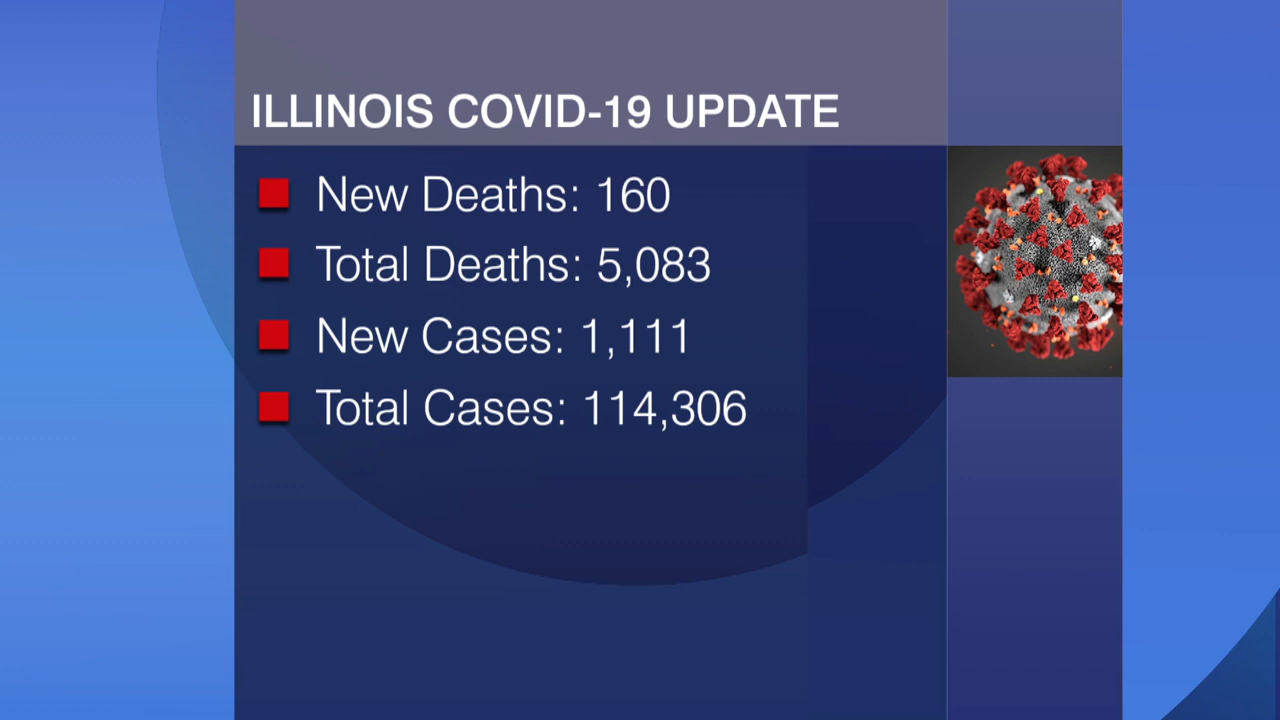 ILLINOIS COVID-19 UPDATE
New Deaths: 160
Total Deaths: 5,083
New Cases: 1,111
Total Cases: 114,306